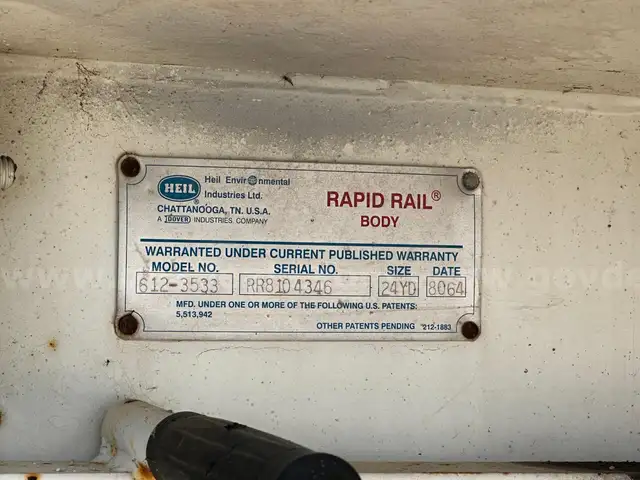 HEIL
®
Heil Environmental
Industries Ltd.
CHATTANOOGA, TN. U.S.A.
A DOVER INDUSTRIES COMPANY
RAPID RAIL®
BODY
WARRANTED UNDER CURRENT PUBLISHED WARRANTY
MODEL NO. SERIAL NO. SIZE DATE
612-3533 RR8104346 24YD 8064
MFD. UNDER ONE OR MORE OF THE FOLLOWING U.S. PATENTS:
5,513,942
OTHER PATENTS PENDING 212-1883